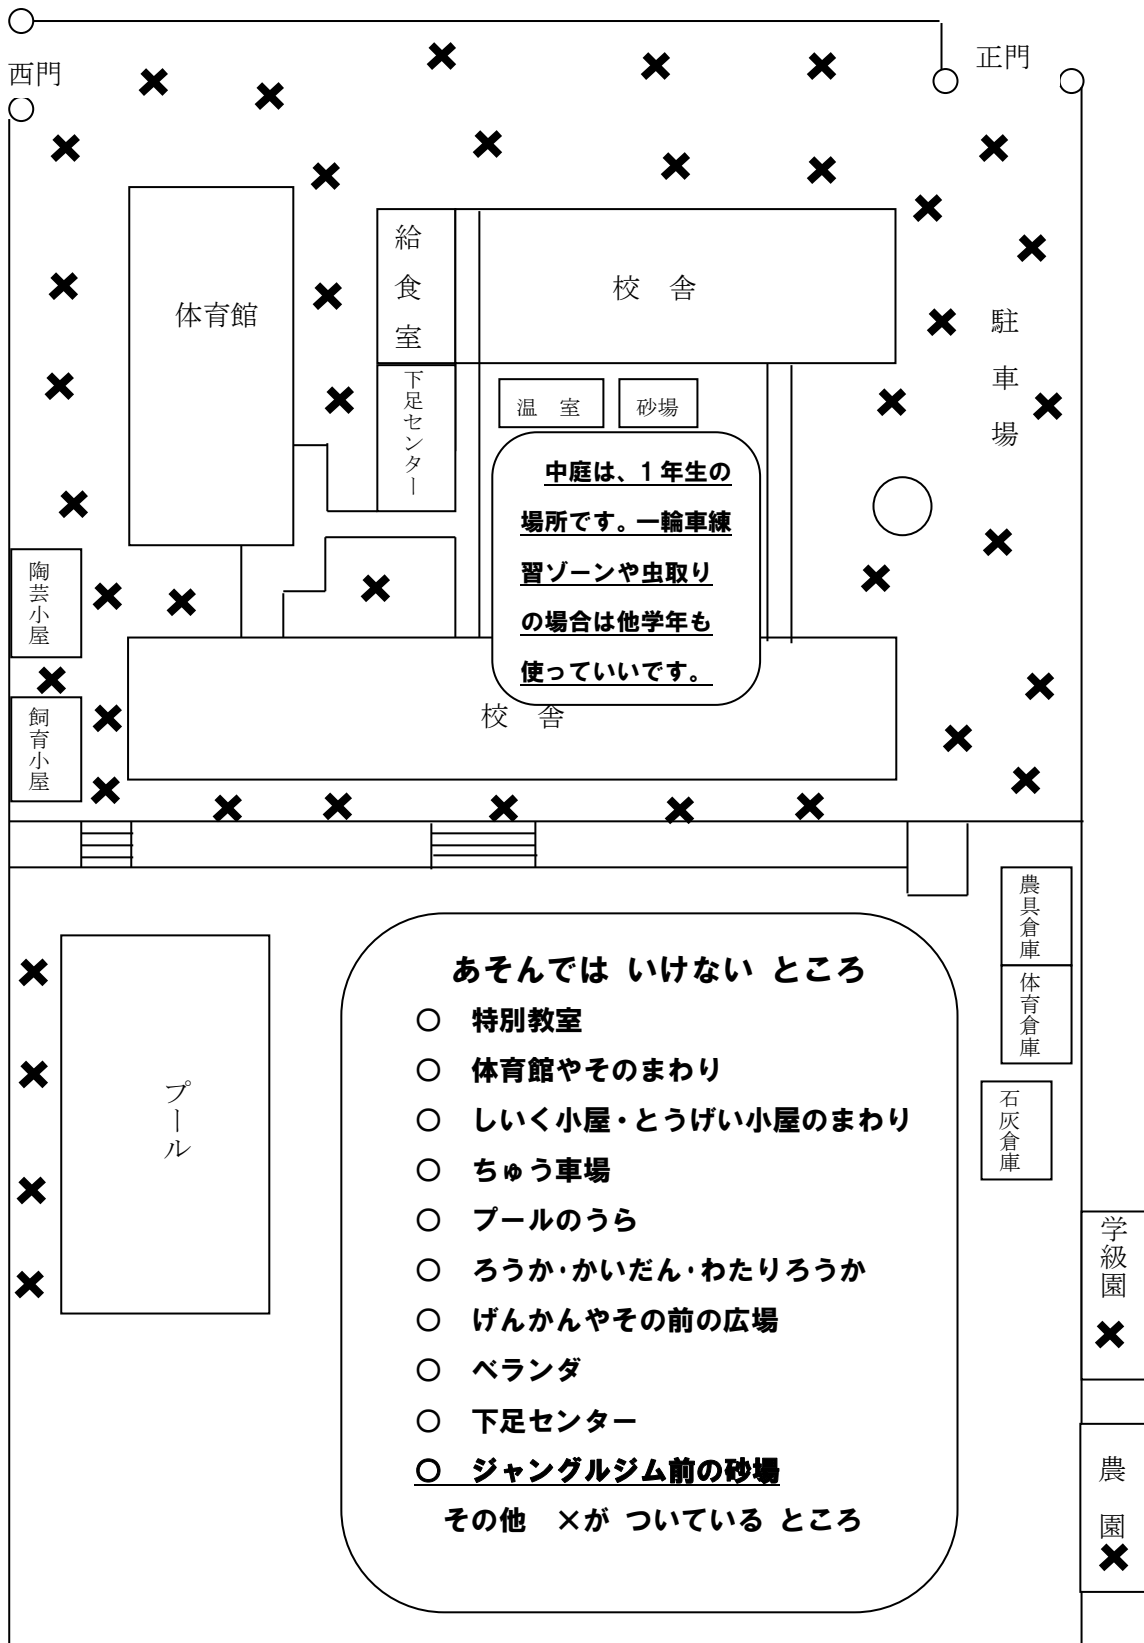 西門
正門
体育館
給食室
校　舎
駐車場
下足センター
温　室
砂場
中庭は、１年生の
場所です。一輪車練
習ゾーンや虫取り
の場合は他学年も
使っていいです。
陶芸小屋
飼育小屋
校　舎
農具倉庫
体育倉庫
石灰倉庫
プール
あそんでは いけない ところ
○　特別教室
○　体育館やそのまわり
○　しいく小屋・とうげい小屋のまわり
○　ちゅう車場
○　プールのうら
○　ろうか・かいだん・わたりろうか
○　げんかんやその前の広場
○　ベランダ
○　下足センター
○　ジャングルジム前の砂場
その他　×が ついている ところ
学級園
農　園